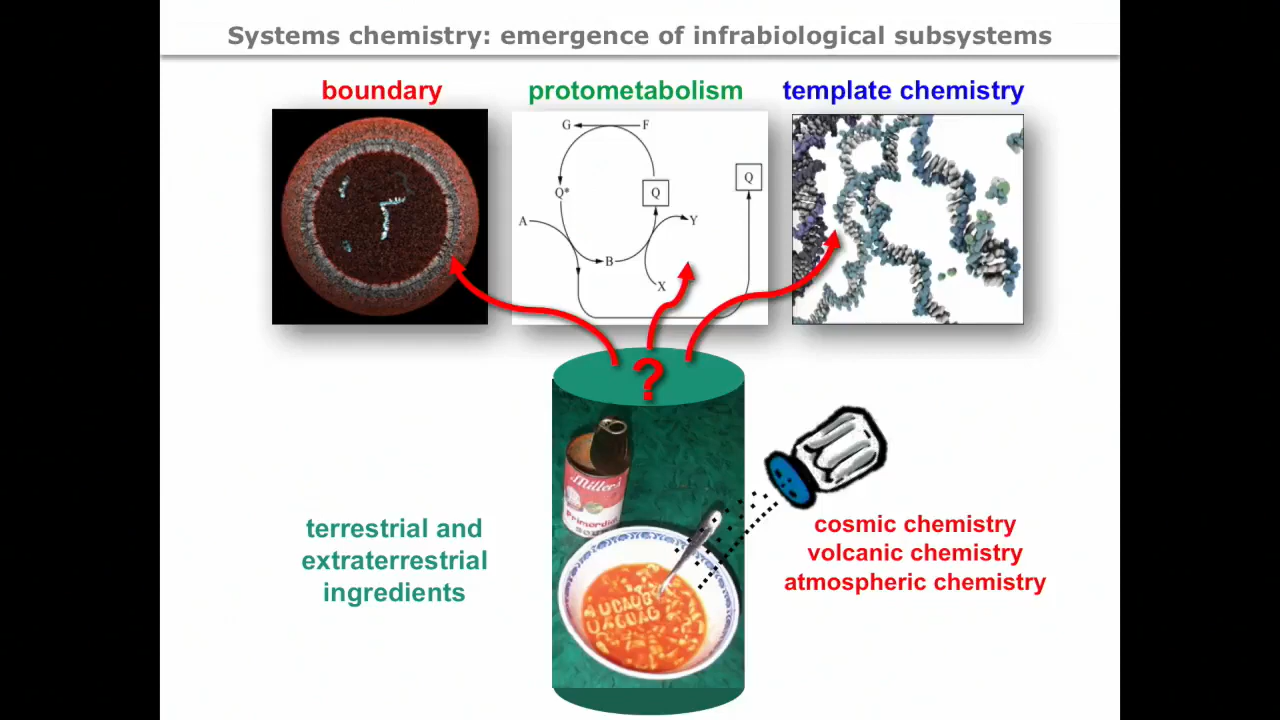 Systems chemistry: emergence of infrabiological subsystems
boundary
protometabolism
template chemistry
G
F
Q*
Q
Q
A
Y
B
X
?
Miller's
Primordial
terrestrial and
extraterrestrial
ingredients
cosmic chemistry
volcanic chemistry
atmospheric chemistry